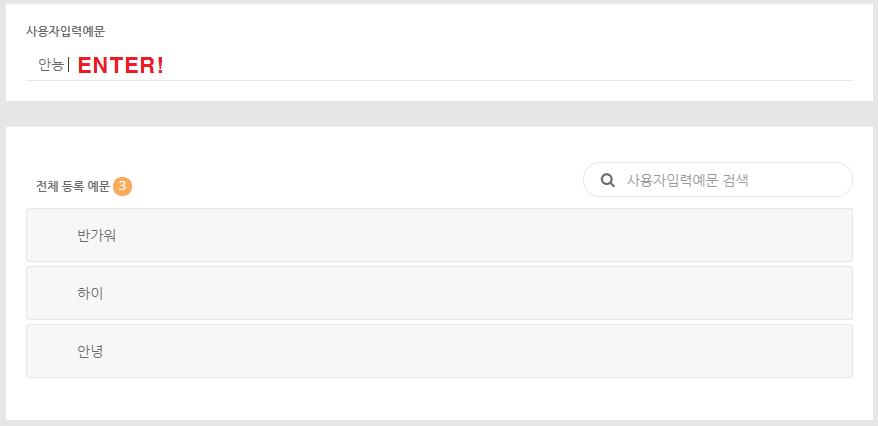 사용자입력예문
안농 ENTER!
전체 등록 예문 3
사용자입력예문 검색
반가워
하이
안녕